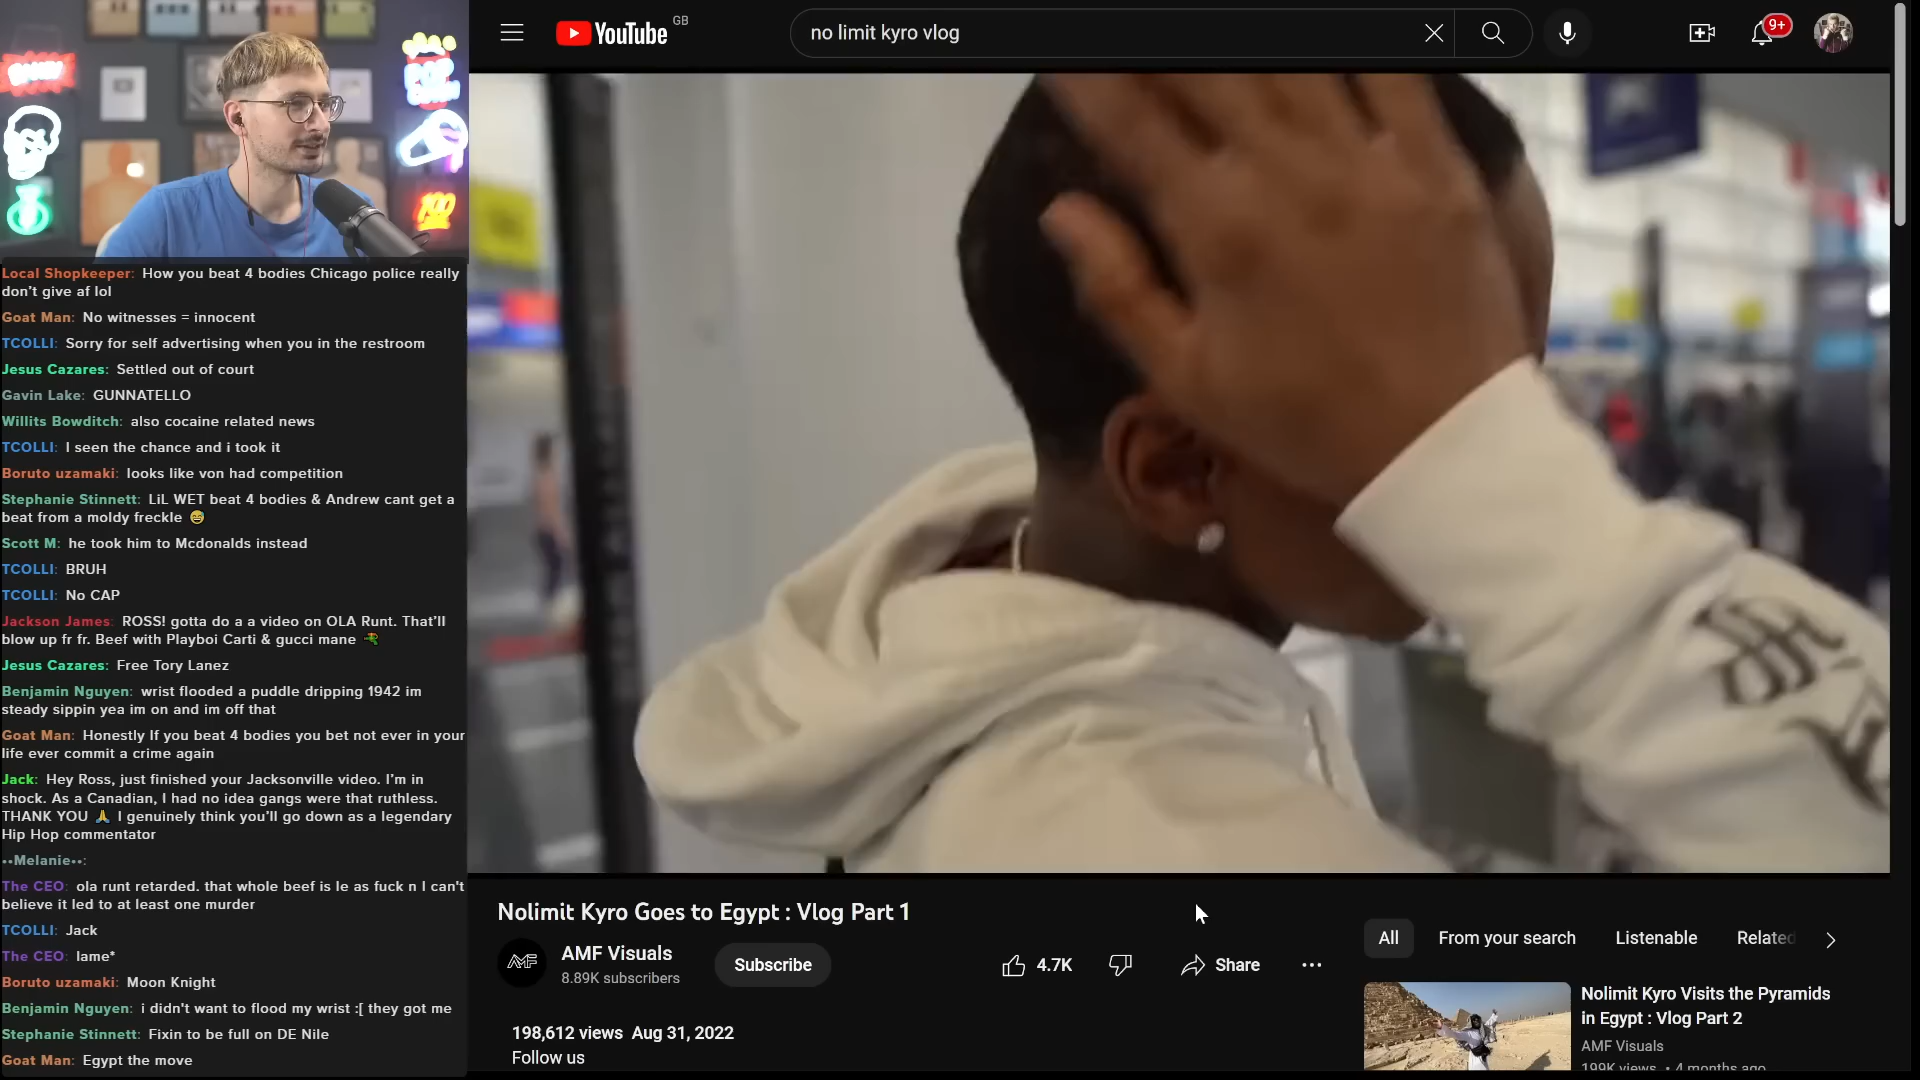 GB
YouTube
no limit kyro vlog
9+
100
Local Shopkeeper: How you beat 4 bodies Chicago police really
don't give af lol
Goat Man: No witnesses = innocent
TCOLLI: Sorry for self advertising when you in the restroom
Jesus Cazares: Settled out of court
Gavin Lake: GUNNATELLO
Willits Bowditch: also cocaine related news
TCOLLI: I seen the chance and i took it
Boruto uzamaki: looks like von had competition
Stephanie Stinnett: LiL WET beat 4 bodies & Andrew cant get a
beat from a moldy freckle 😅
Scott M: he took him to Mcdonalds instead
TCOLLI: BRUH
TCOLLI: No CAP
Jackson James: ROSS! gotta do a a video on OLA Runt. That'll
blow up fr fr. Beef with Playboi Carti & gucci mane
Jesus Cazares: Free Tory Lanez
Benjamin Nguyen: wrist flooded a puddle dripping 1942 im
steady sippin yea im on and im off that
Goat Man: Honestly If you beat 4 bodies you bet not ever in your
life ever commit a crime again
Jack: Hey Ross, just finished your Jacksonville video. I'm in
shock. As a Canadian, I had no idea gangs were that ruthless.
THANK YOU 🙏 I genuinely think you'll go down as a legendary
Hip Hop commentator
••Melanie••:
The CEO: ola runt retarded. that whole beef is le as fuck n I can't
believe it led to at least one murder
TCOLLI: Jack
The CEO: lame*
Boruto uzamaki: Moon Knight
Benjamin Nguyen: i didn't want to flood my wrist :[ they got me
Stephanie Stinnett: Fixin to be full on DE Nile
Goat Man: Egypt the move
Nolimit Kyro Goes to Egypt : Vlog Part 1
AMF
AMF Visuals
8.89K subscribers
Subscribe
4.7K
Share
198,612 views Aug 31, 2022
Follow us
All
From your search
Listenable
Related
Nolimit Kyro Visits the Pyramids
in Egypt : Vlog Part 2
AMF Visuals
199K views • 4 months ago